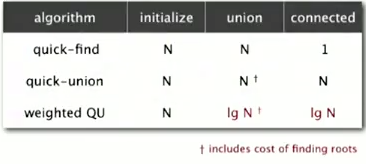 algorithm initialize union connected
quick-find N N 1
quick-union N N † N
weighted QU N lg N † lg N
† includes cost of finding roots